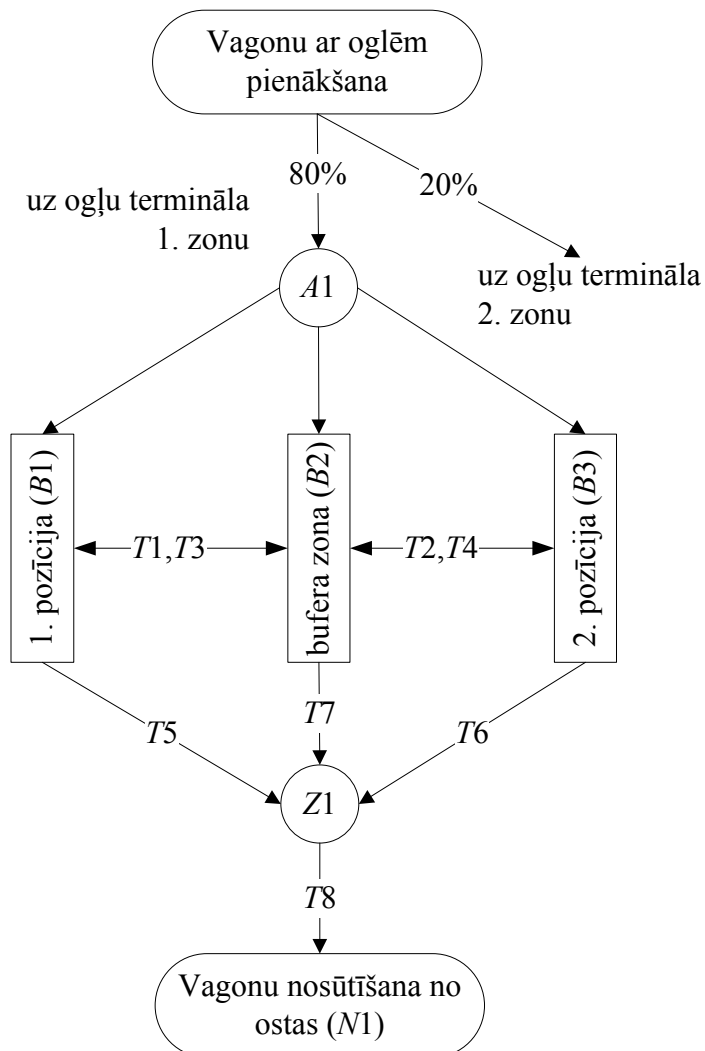 Vagonu ar oglēm
pienākšana
80%
20%
uz ogļu termināla
1. zonu
uz ogļu termināla
2. zonu
A1
1. pozīcija (B1)
bufera zona (B2)
2. pozīcija (B3)
T1,T3
T2,T4
T5
T7
T6
Z1
T8
Vagonu nosūtīšana no
ostas (N1)